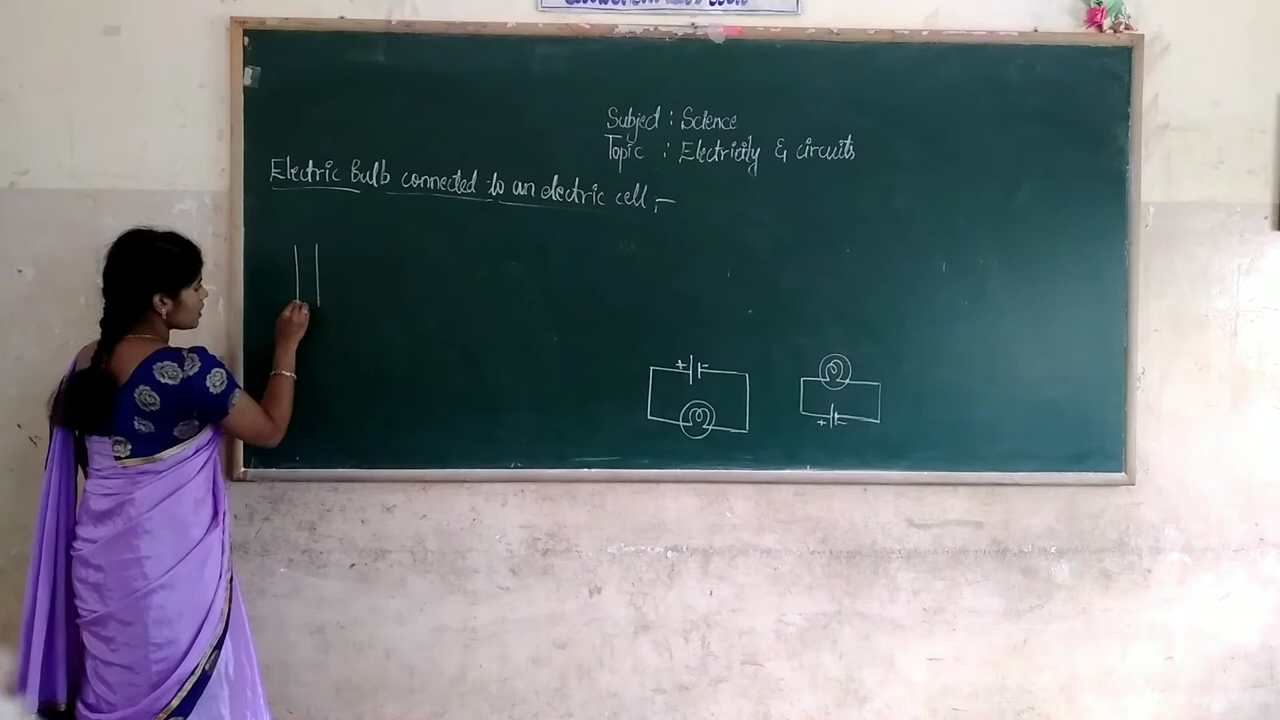 Subject : Science
Topic : Electricity & circuits
Electric Bulb connected to an electric cell :-
+ -
+ -